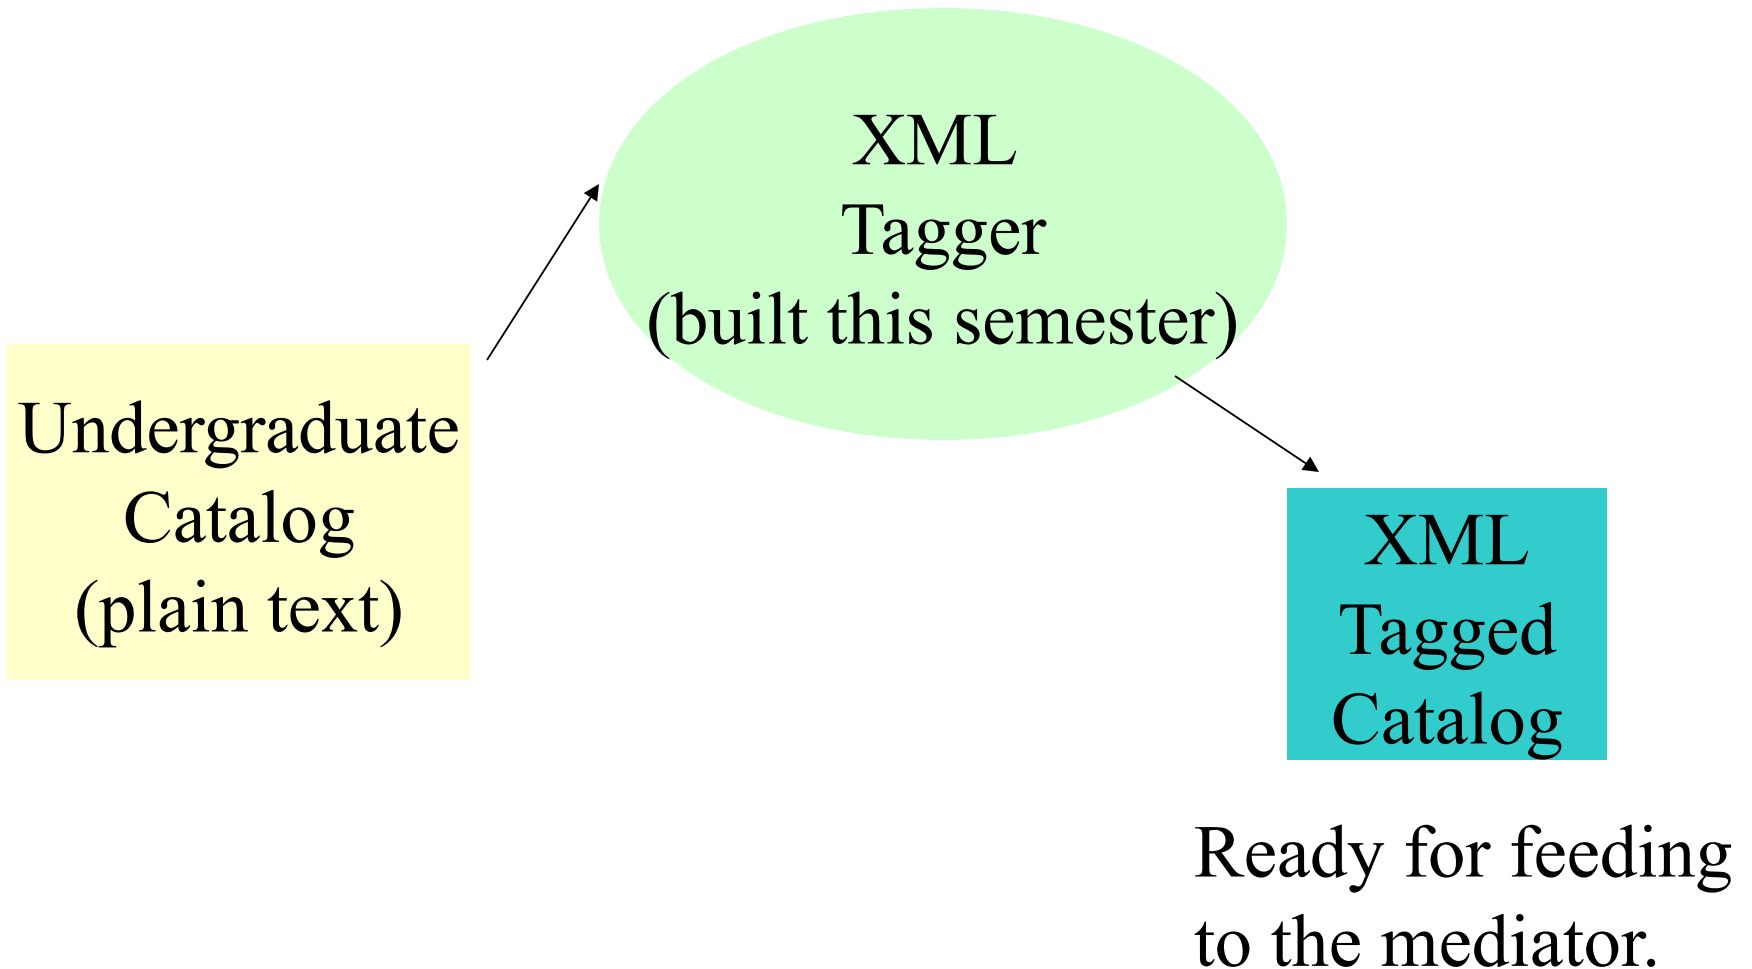 XML
Tagger
(built this semester)
Undergraduate
Catalog
(plain text)
XML
Tagged
Catalog
Ready for feeding
to the mediator.